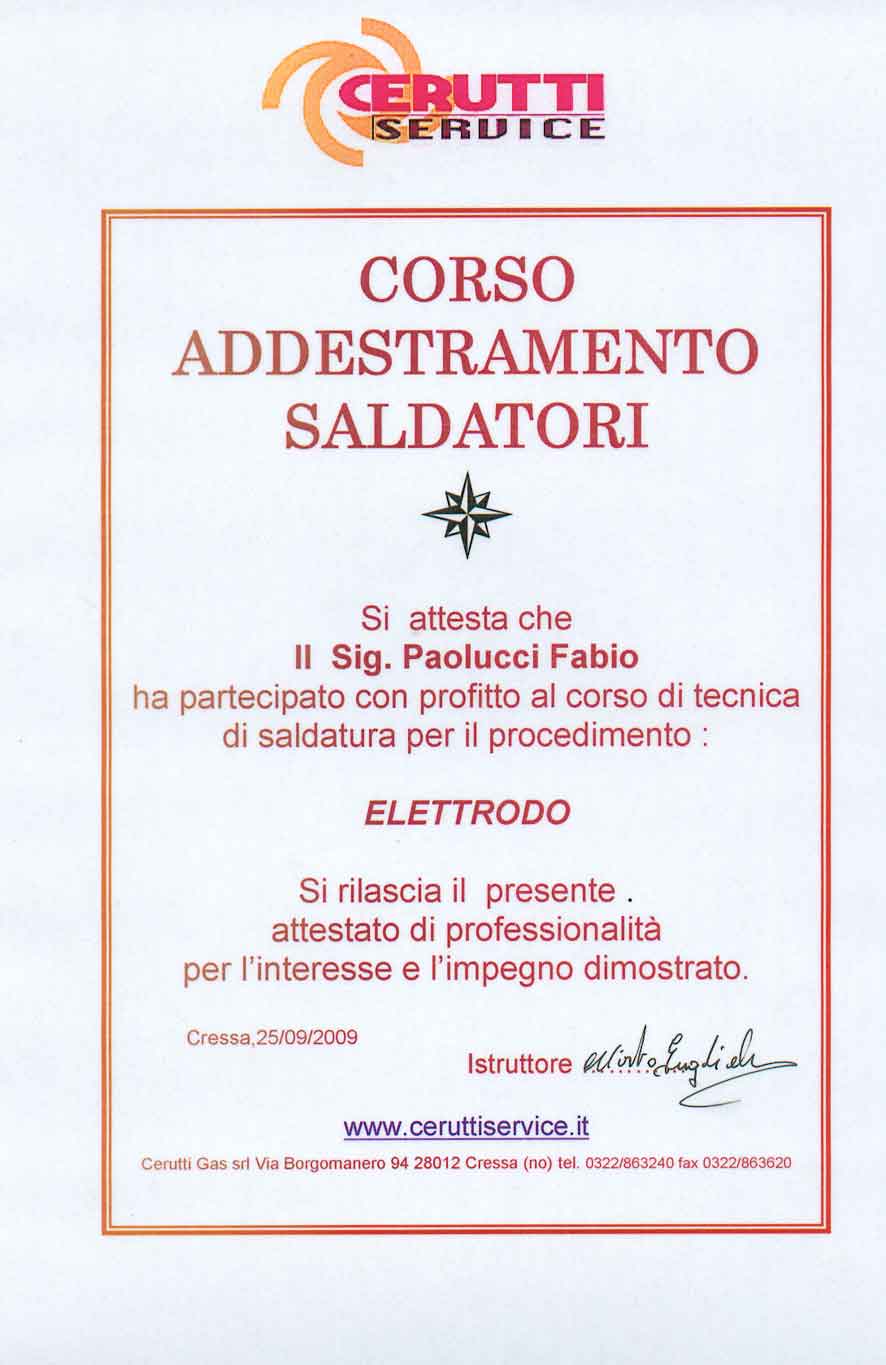 CERUTTI
SERVICE
CORSO
ADDESTRAMENTO
SALDATORI
Si attesta che
Il Sig. Paolucci Fabio
ha partecipato con profitto al corso di tecnica
di saldatura per il procedimento :
ELETTRODO
Si rilascia il presente .
attestato di professionalità
per l'interesse e l'impegno dimostrato.
Cressa,25/09/2009
Istruttore
www.ceruttiservice.it
Cerutti Gas srl Via Borgomanero 94 28012 Cressa (no) tel. 0322/863240 fax 0322/863620